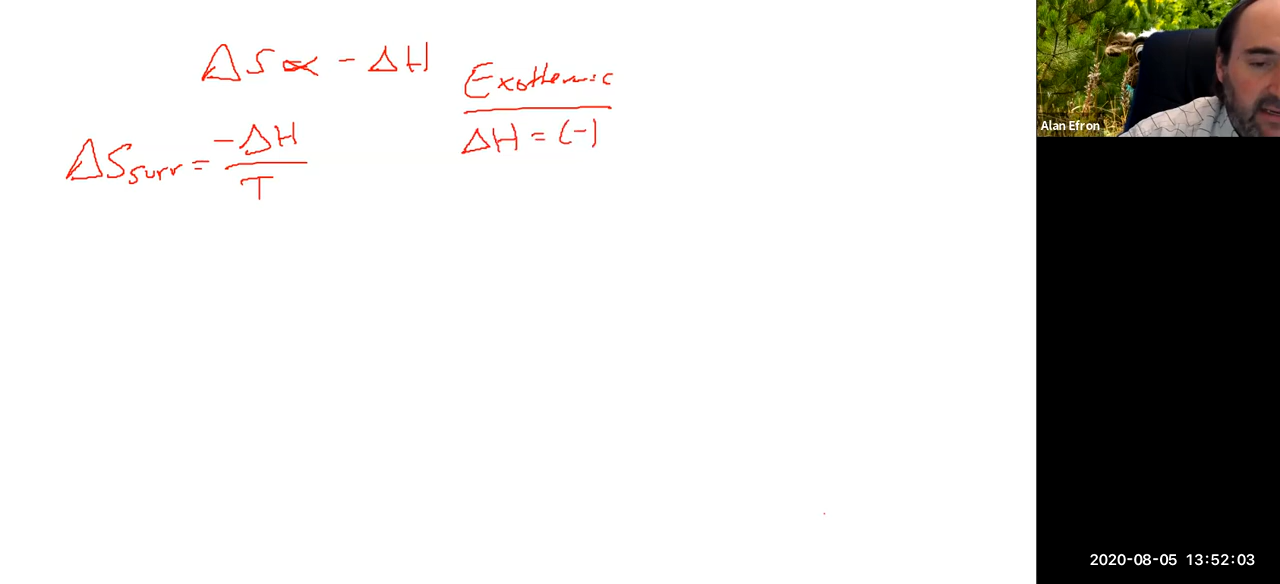 ΔS ∝ -ΔH
Exothermic
ΔH = (-)
ΔSsurr = -ΔH
T
Alan Efron
2020-08-05 13:52:03